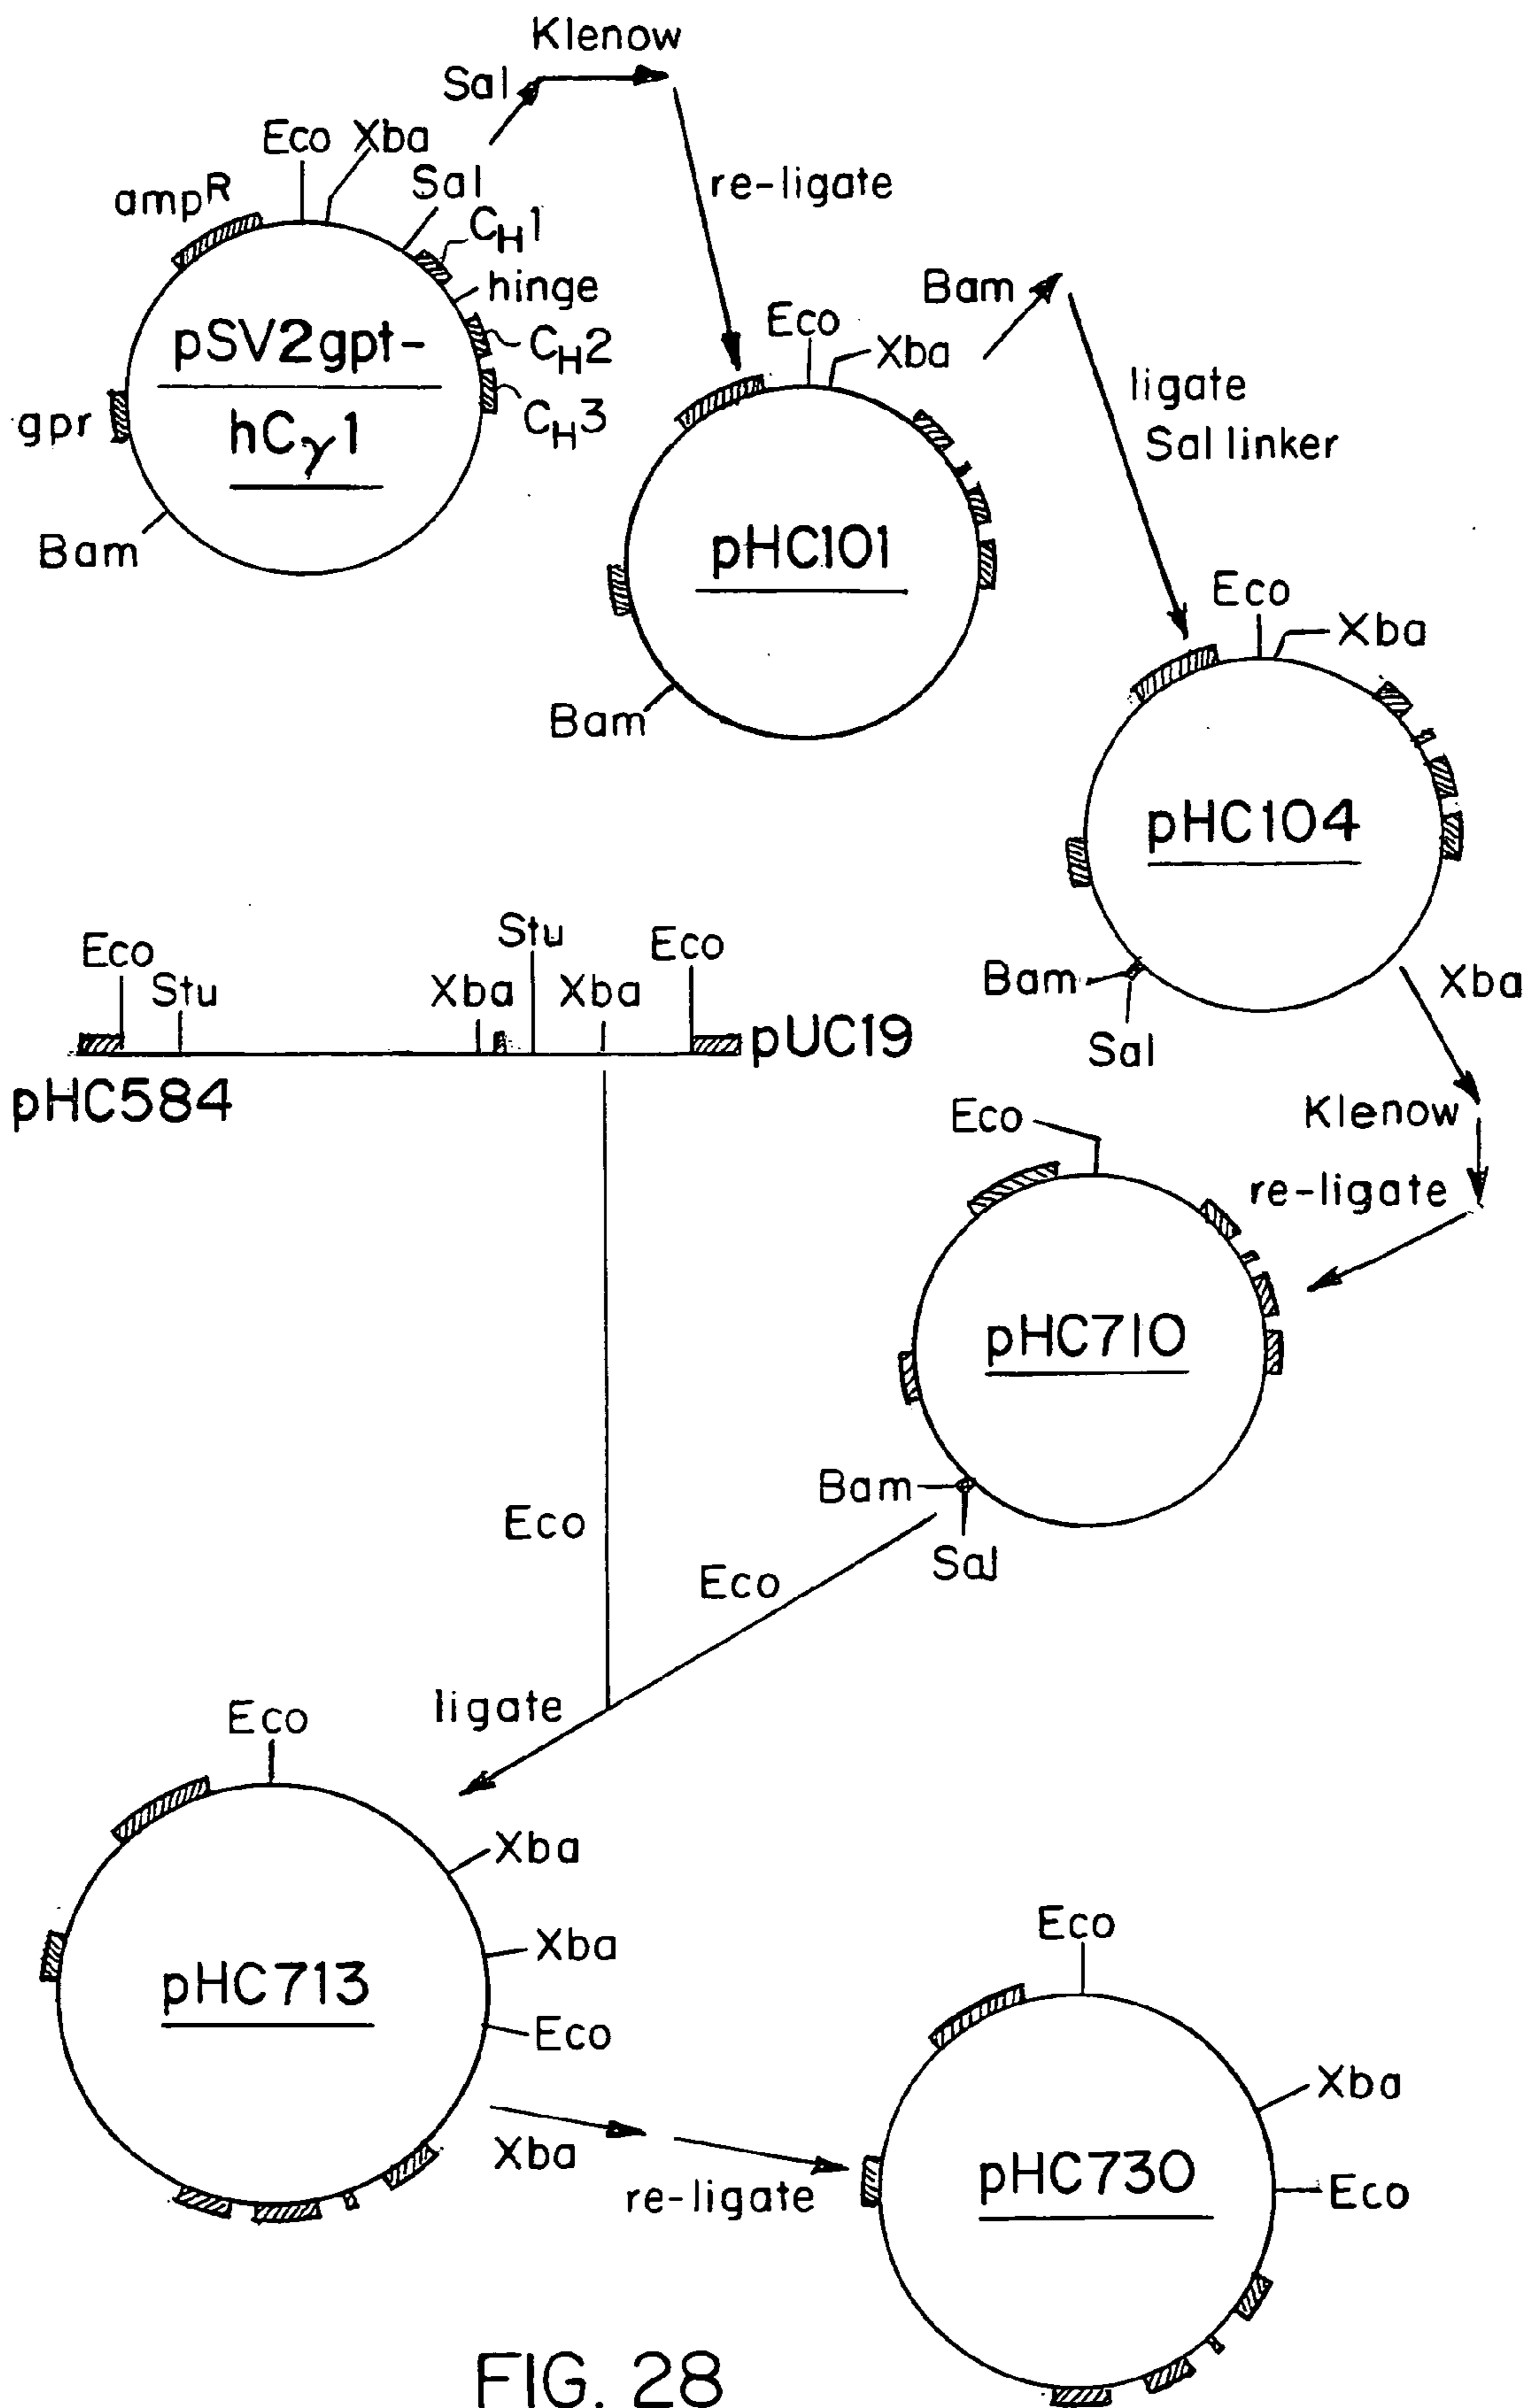 Klenow
Sal
re-ligate
Eco
Xba
Sal
ampR
CH1
hinge
CH2
CH3
pSV2gpt-
hCγ1
gpr
Bam
Bam
ligate
Sal linker
Eco
Xba
pHC101
Bam
Eco
Xba
pHC104
Bam
Sal
Xba
Klenow
re-ligate
Eco
Stu
Xba
Stu
Xba
Eco
pUC19
pHC584
Eco
pHC710
Bam
Sal
Eco
Eco
ligate
Eco
Xba
Xba
Eco
pHC713
Xba
re-ligate
Eco
Xba
Eco
pHC730
FIG. 28